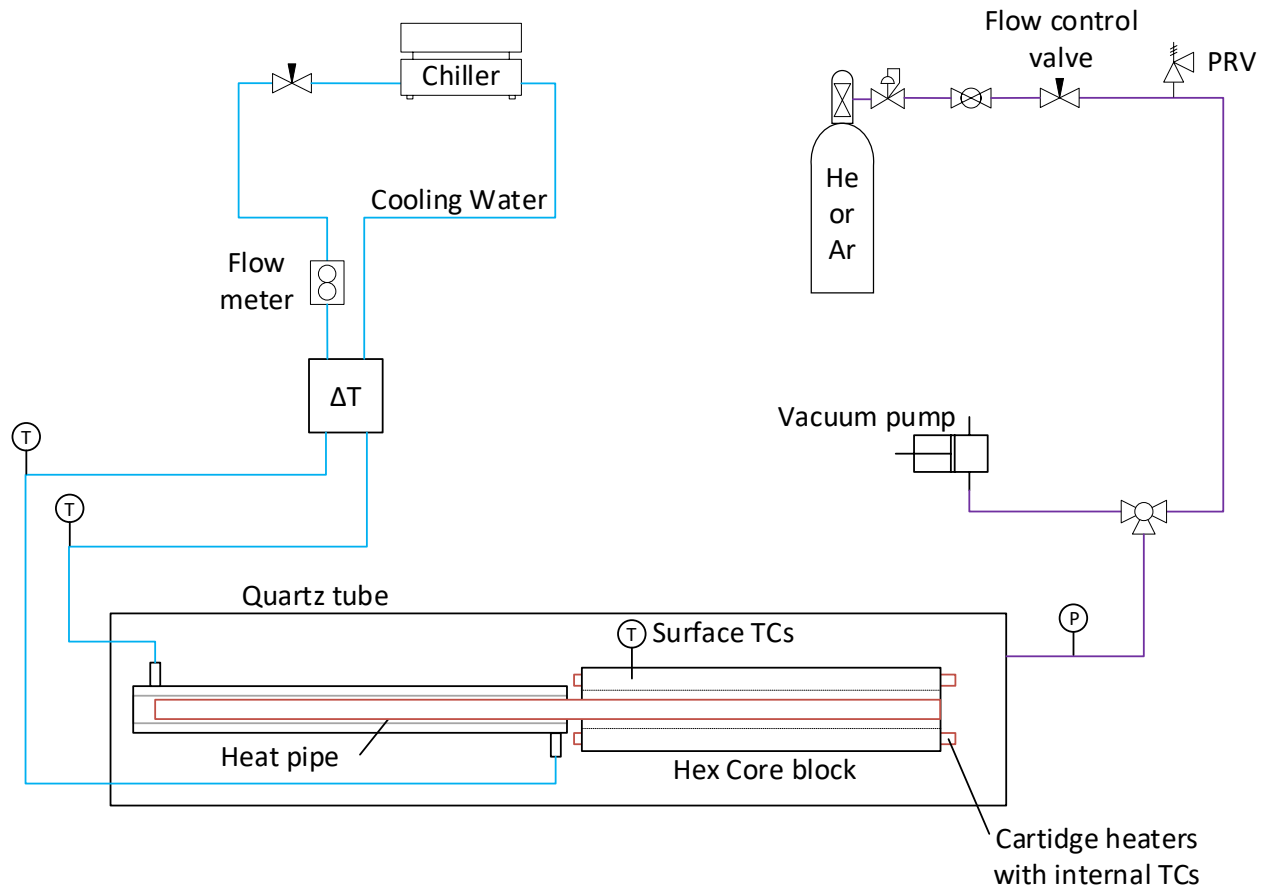 Flow control
valve
PRV
Chiller
He
or
Ar
Cooling Water
Flow
meter
ΔT
Vacuum pump
T
T
Quartz tube
P
T
Surface TCs
Heat pipe
Hex Core block
Cartidge heaters
with internal TCs